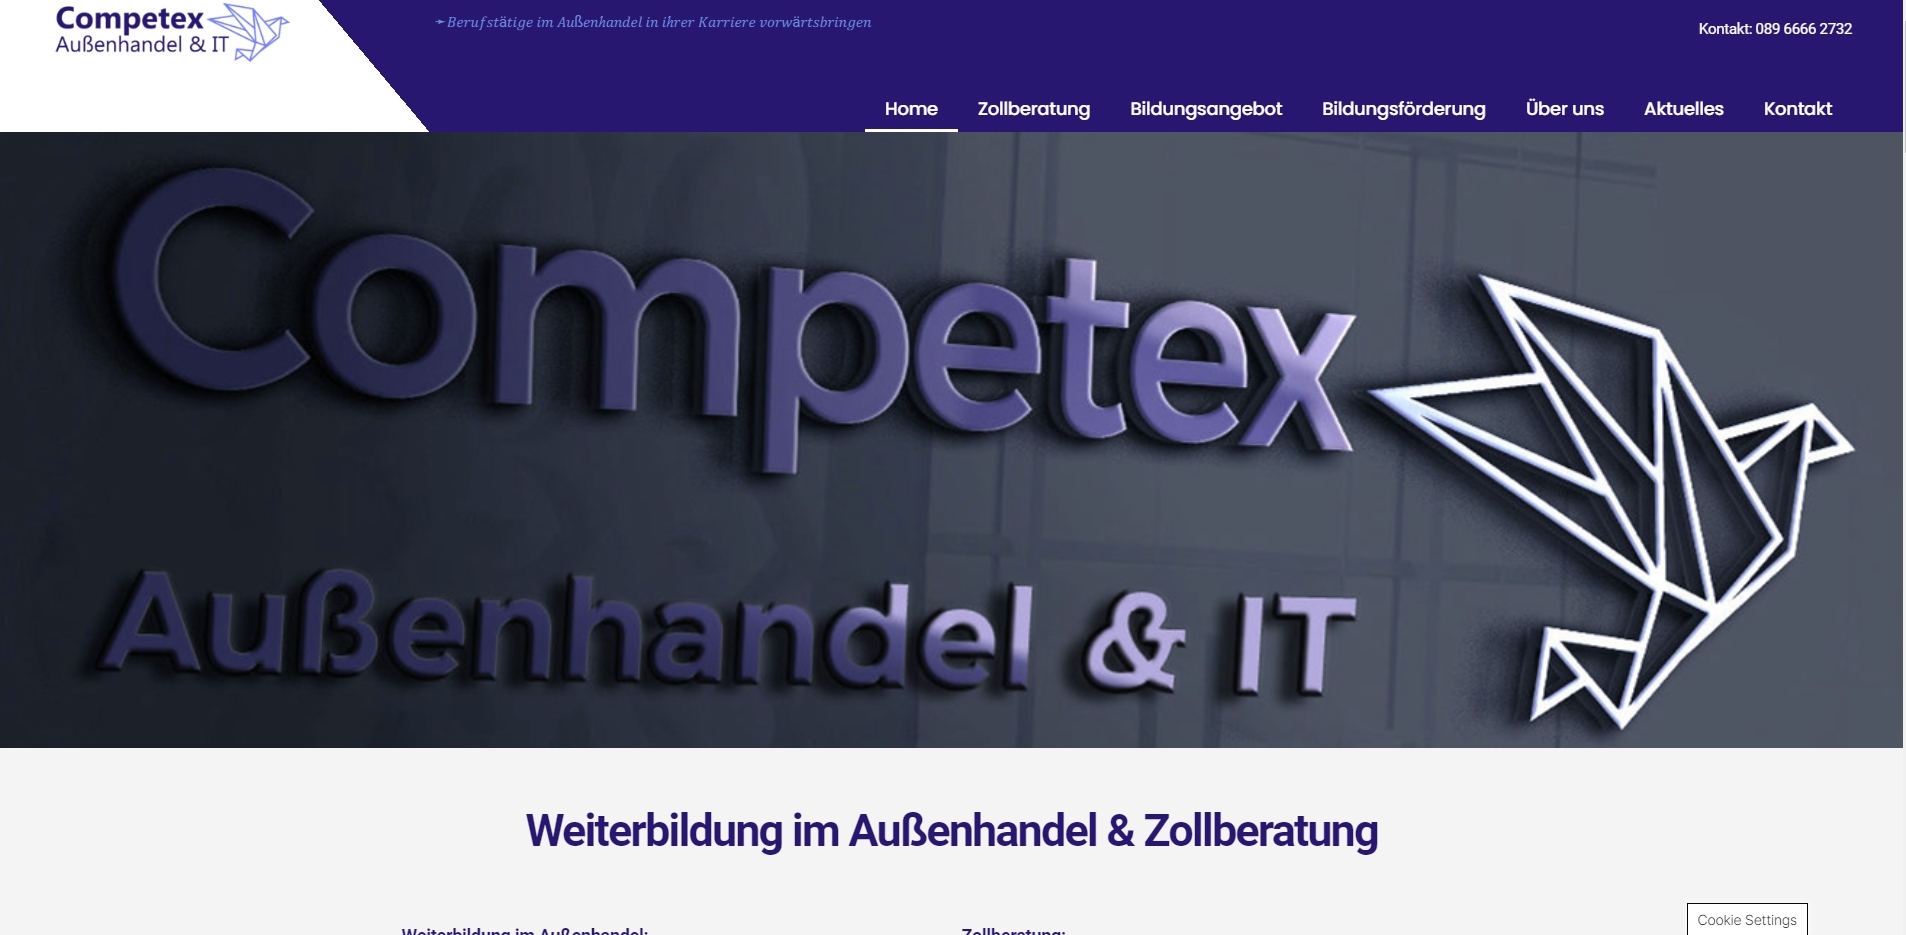 Competex
Außenhandel & IT
➛ Berufstätige im Außenhandel in ihrer Karriere vorwärtsbringen
Kontakt: 089 6666 2732
Home Zollberatung Bildungsangebot Bildungsförderung Über uns Aktuelles Kontakt
Competex
Außenhandel & IT
Weiterbildung im Außenhandel & Zollberatung
Weiterbildung im Außenhandel: Zollberatung:
Cookie Settings